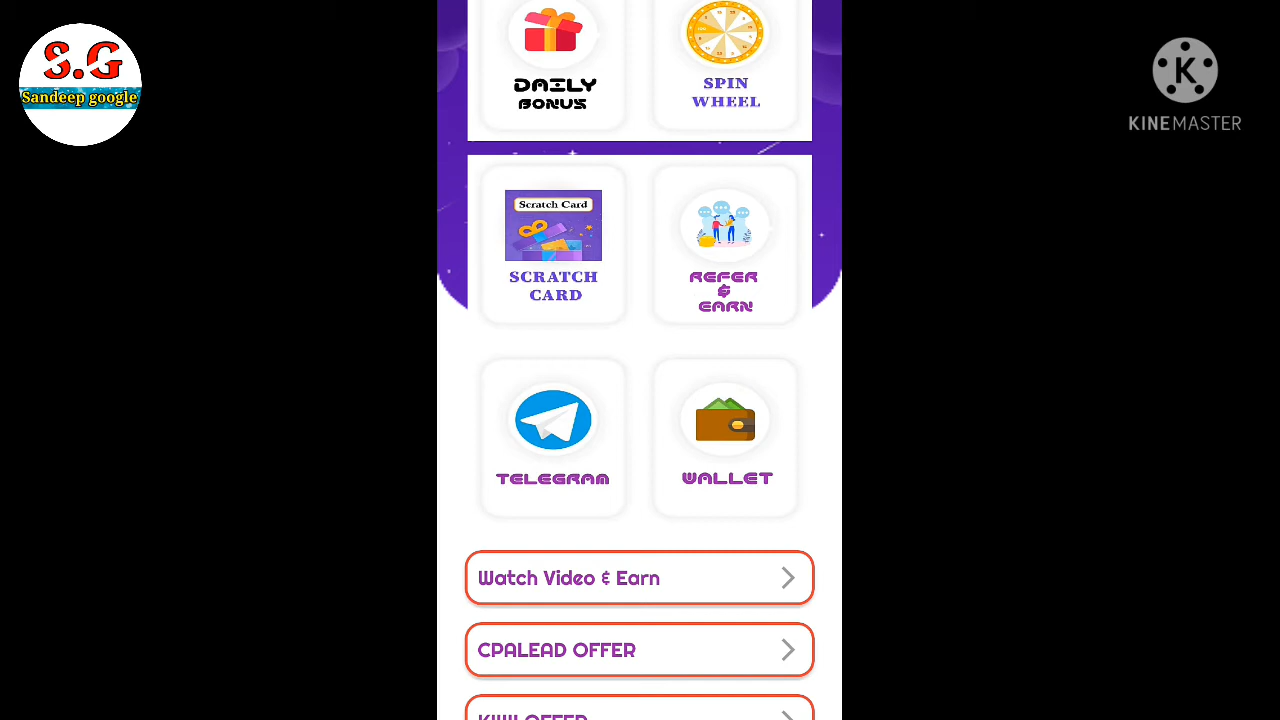 S.G
Sandeep google
KINEMASTER
DAILY
BONUS
SPIN
WHEEL
Scratch Card
SCRATCH
CARD
REFER
&
EARN
TELEGRAM
WALLET
Watch Video & Earn
CPALEAD OFFER